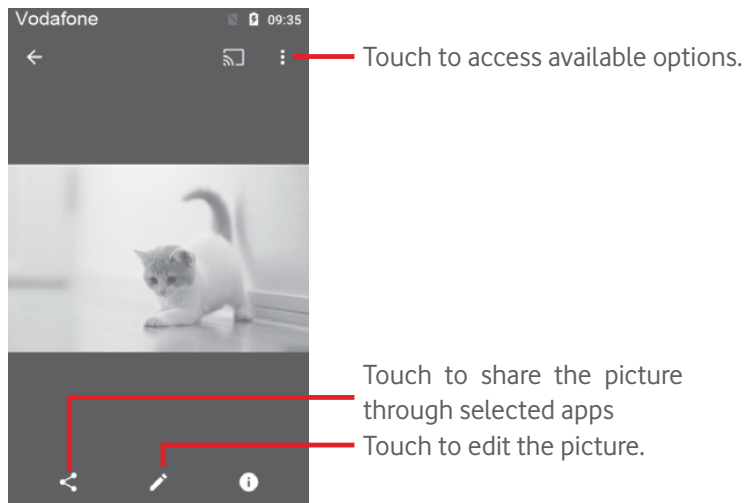 Vodafone
09:35
Touch to access available options.
Touch to share the picture
through selected apps
Touch to edit the picture.